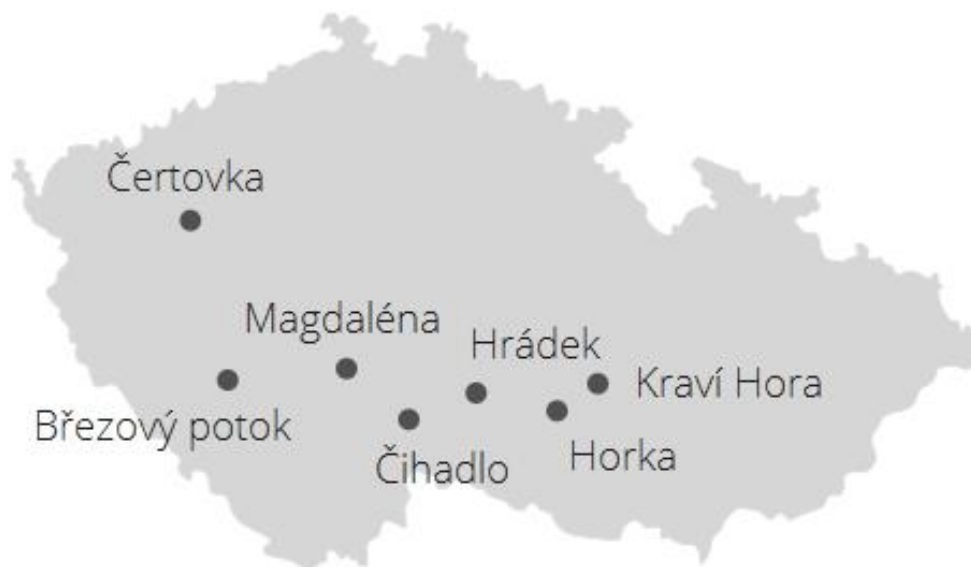 Čertovka
Magdaléna
Hrádek
Kraví Hora
Březový potok
Čihadlo
Horka